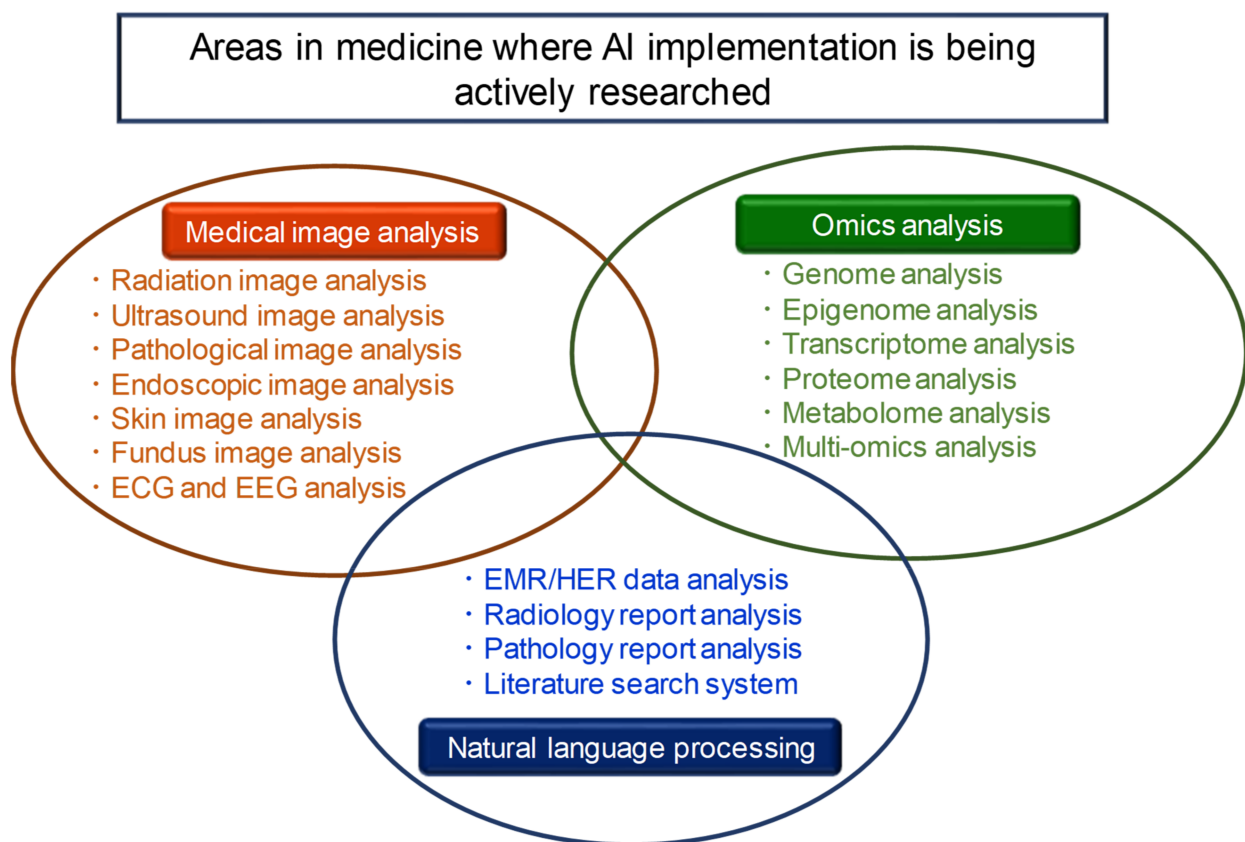 Areas in medicine where AI implementation is being
actively researched
Medical image analysis
・Radiation image analysis
・Ultrasound image analysis
・Pathological image analysis
・Endoscopic image analysis
・Skin image analysis
・Fundus image analysis
・ECG and EEG analysis
Omics analysis
・Genome analysis
・Epigenome analysis
・Transcriptome analysis
・Proteome analysis
・Metabolome analysis
・Multi-omics analysis
・EMR/HER data analysis
・Radiology report analysis
・Pathology report analysis
・Literature search system
Natural language processing